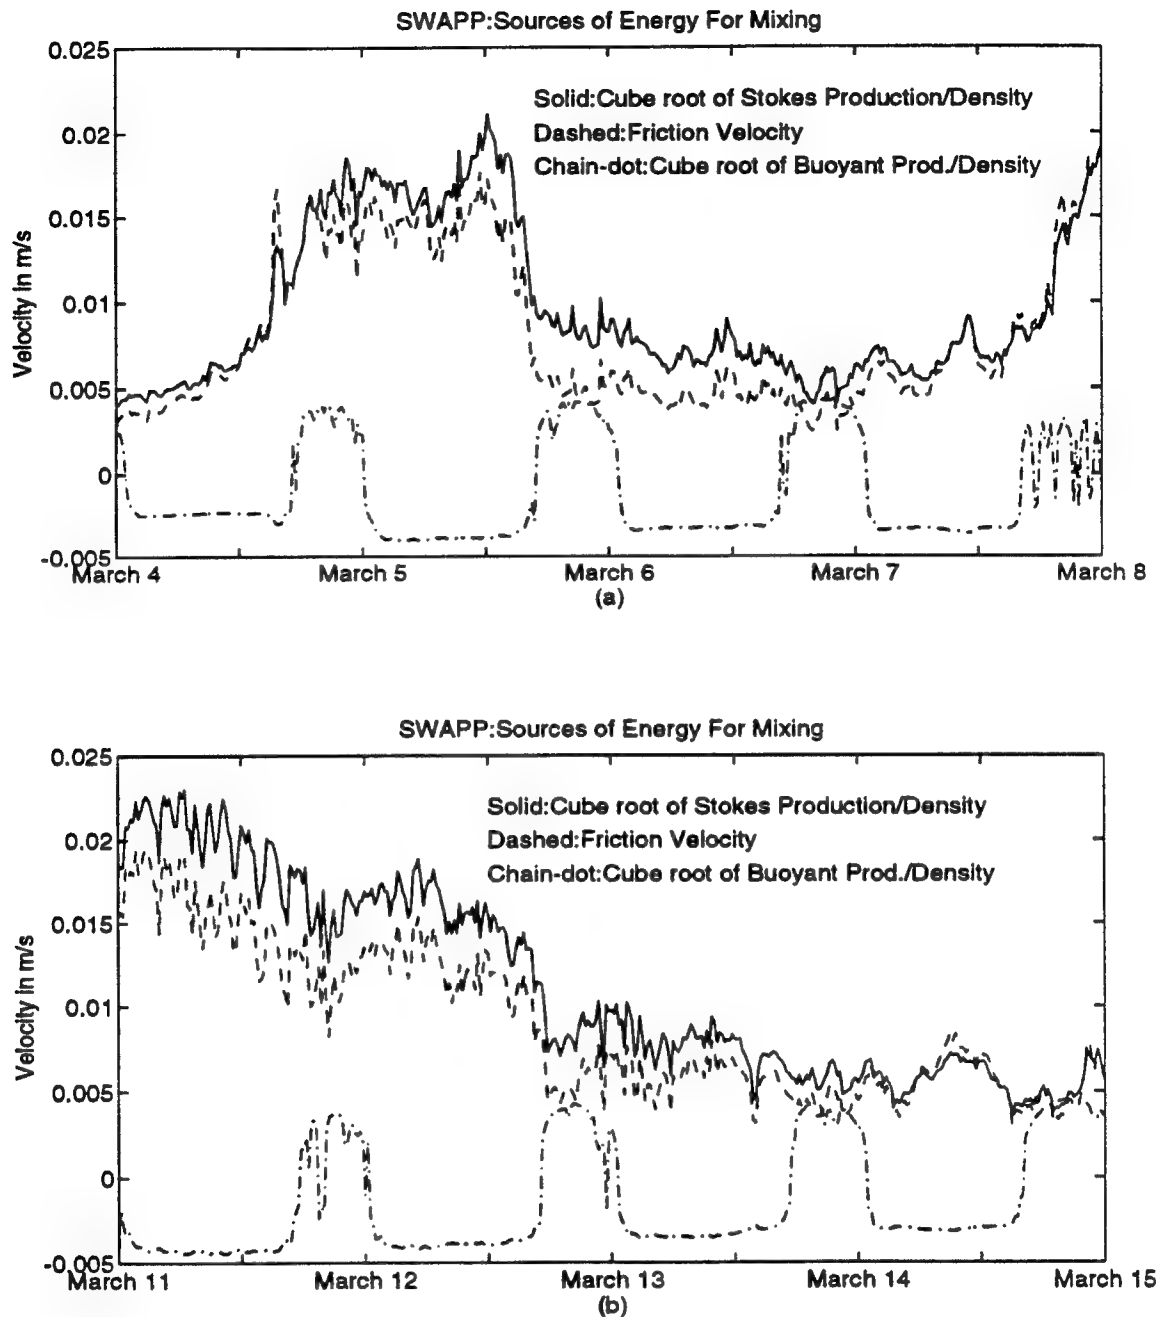 SWAPP:Sources of Energy For Mixing
0.025
Solid:Cube root of Stokes Production/Density
0.02
Dashed:Friction Velocity
Chain-dot:Cube root of Buoyant Prod./Density
0.015
0.01
0.005
0
-0.005
Velocity in m/s
March 4 March 5 March 6 March 7 March 8
(a)
SWAPP:Sources of Energy For Mixing
0.025
Solid:Cube root of Stokes Production/Density
0.02
Dashed:Friction Velocity
Chain-dot:Cube root of Buoyant Prod./Density
0.015
0.01
0.005
0
-0.005
Velocity in m/s
March 11 March 12 March 13 March 14 March 15
(b)